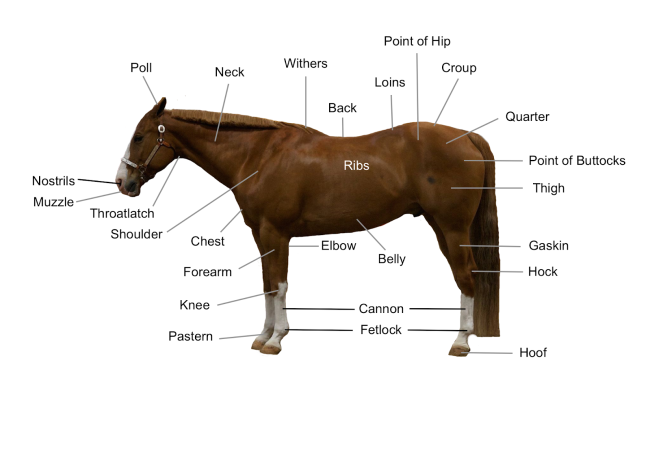 Point of Hip
Withers
Poll
Croup
Neck
Loins
Back
Quarter
Ribs
Point of Buttocks
Nostrils
Thigh
Muzzle
Throatlatch
Shoulder
Chest
Elbow
Gaskin
Belly
Forearm
Hock
Knee
Cannon
Fetlock
Pastern
Hoof